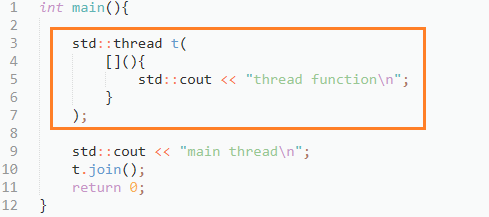 1 int main(){
2
3     std::thread t(
4         [](){
5             std::cout << "thread function\n";
6         }
7     );
8
9     std::cout << "main thread\n";
10     t.join();
11     return 0;
12 }